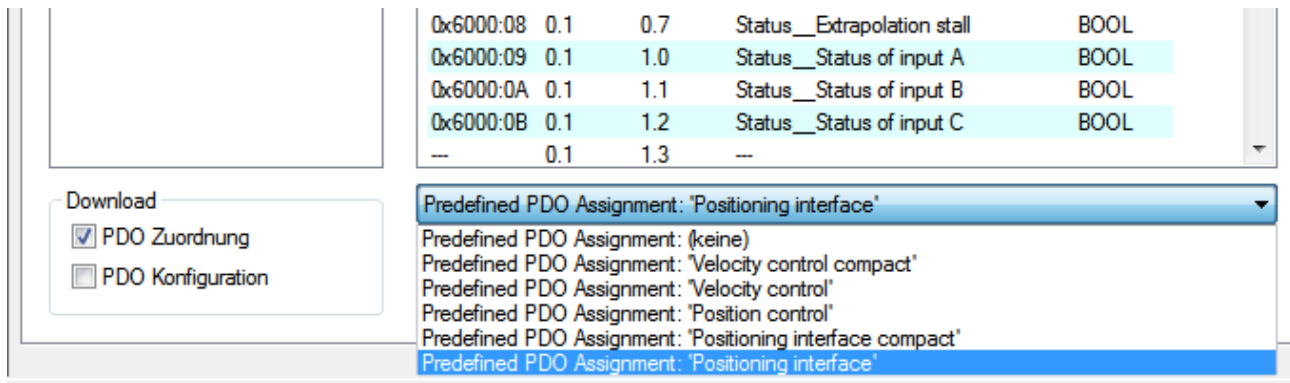 0x6000:08 0.1 0.7 Status__Extrapolation stall BOOL
0x6000:09 0.1 1.0 Status__Status of input A BOOL
0x6000:0A 0.1 1.1 Status__Status of input B BOOL
0x6000:0B 0.1 1.2 Status__Status of input C BOOL
--- 0.1 1.3 ---
Download
PDO Zuordnung
PDO Konfiguration
Predefined PDO Assignment: 'Positioning interface'
Predefined PDO Assignment: (keine)
Predefined PDO Assignment: 'Velocity control compact'
Predefined PDO Assignment: 'Velocity control'
Predefined PDO Assignment: 'Position control'
Predefined PDO Assignment: 'Positioning interface compact'
Predefined PDO Assignment: 'Positioning interface'